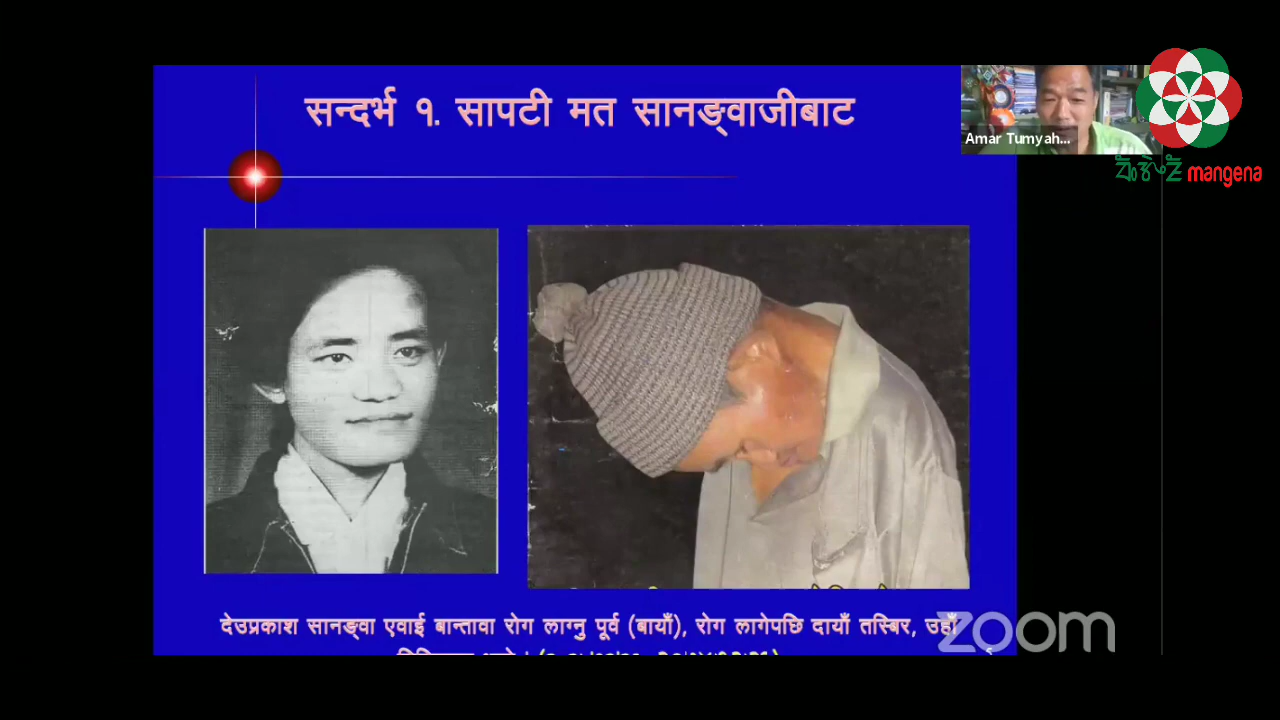 सन्दर्भ १. सापटी मत सानङ्वाजीबाट
Amar Tumyah...
mangena
देउप्रकाश सानङ्वा एवाई बान्तावा रोग लाग्नु पूर्व (बायाँ), रोग लागेपछि दायाँ तस्बिर, उहाँ
zoom